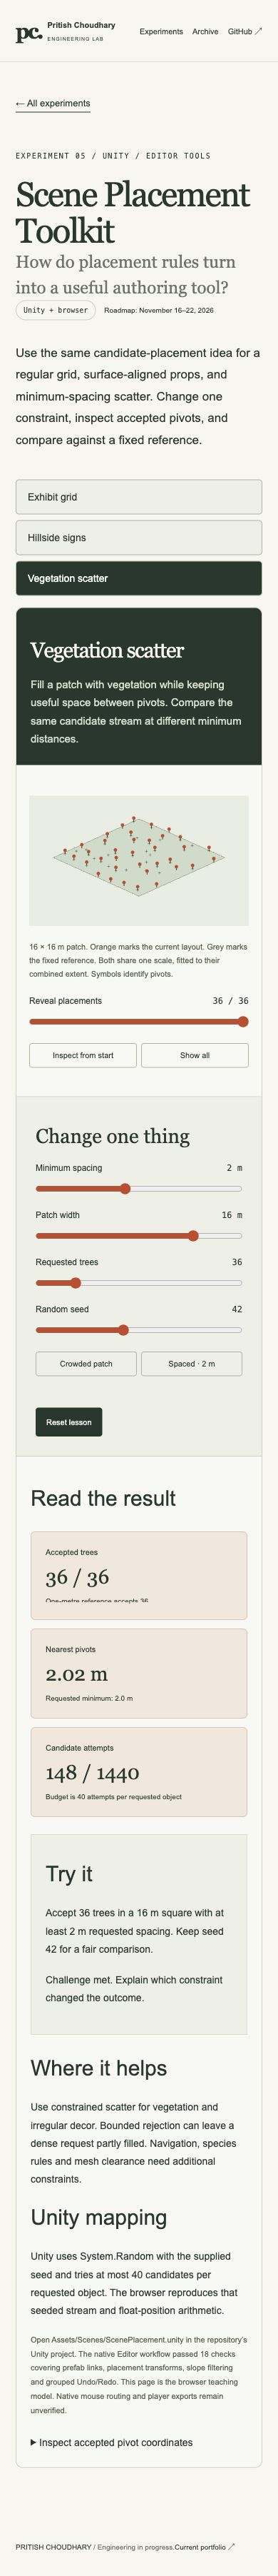 pc.
Pritish Choudhary
ENGINEERING LAB
Experiments Archive GitHub ↗
← All experiments
EXPERIMENT 05 / UNITY / EDITOR TOOLS
Scene Placement
Toolkit
How do placement rules turn
into a useful authoring tool?
Unity + browser
Roadmap: November 16–22, 2026
Use the same candidate-placement idea for a
regular grid, surface-aligned props, and
minimum-spacing scatter. Change one
constraint, inspect accepted pivots, and
compare against a fixed reference.
Exhibit grid
Hillside signs
Vegetation scatter
Vegetation scatter
Fill a patch with vegetation while keeping
useful space between pivots. Compare the
same candidate stream at different minimum
distances.
16 × 16 m patch. Orange marks the current layout. Grey marks
the fixed reference. Both share one scale, fitted to their
combined extent. Symbols identify pivots.
Reveal placements 36 / 36
Inspect from start
Show all
Change one thing
Minimum spacing 2 m
Patch width 16 m
Requested trees 36
Random seed 42
Crowded patch
Spaced · 2 m
Reset lesson
Read the result
Accepted trees
36 / 36
One-metre reference accepts 36
Nearest pivots
2.02 m
Requested minimum: 2.0 m
Candidate attempts
148 / 1440
Budget is 40 attempts per requested object
Try it
Accept 36 trees in a 16 m square with at
least 2 m requested spacing. Keep seed
42 for a fair comparison.
Challenge met. Explain which constraint
changed the outcome.
Where it helps
Use constrained scatter for vegetation and
irregular decor. Bounded rejection can leave a
dense request partly filled. Navigation, species
rules and mesh clearance need additional
constraints.
Unity mapping
Unity uses System.Random with the supplied
seed and tries at most 40 candidates per
requested object. The browser reproduces that
seeded stream and float-position arithmetic.
Open Assets/Scenes/ScenePlacement.unity in the repository's
Unity project. The native Editor workflow passed 18 checks
covering prefab links, placement transforms, slope filtering
and grouped Undo/Redo. This page is the browser teaching
model. Native mouse routing and player exports remain
unverified.
▶ Inspect accepted pivot coordinates
PRITISH CHOUDHARY / Engineering in progress.Current portfolio ↗